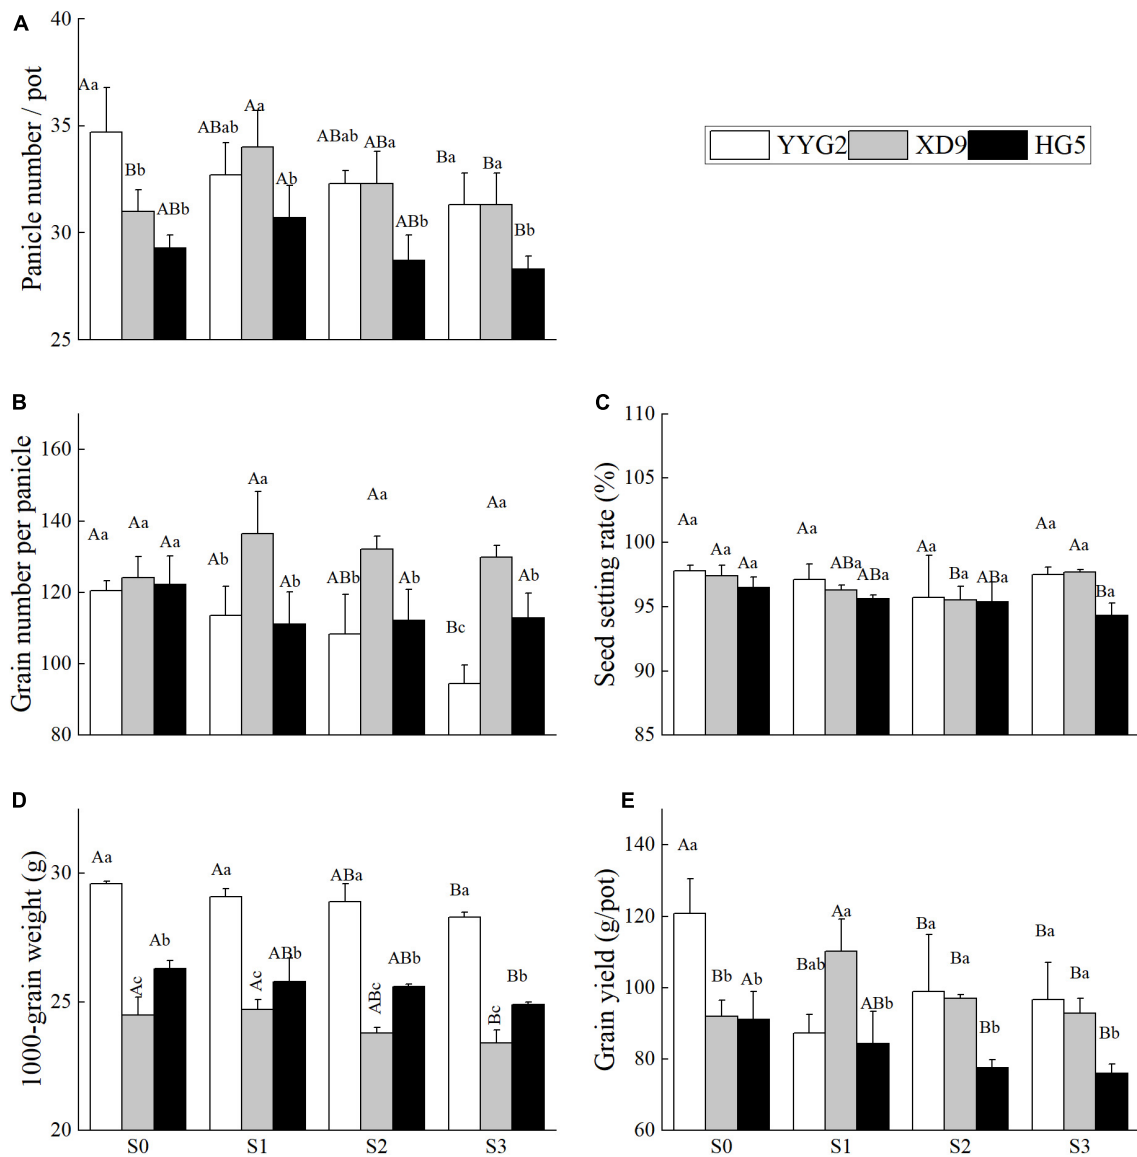 A
Panicle number / pot
40
35
30
25
Aa
Bb
ABb
ABab
Aa
Ab
ABab
ABa
ABb
Ba
Ba
Bb
YYG2 XD9 HG5
B
Grain number per panicle
160
140
120
100
80
Aa
Aa
Aa
Ab
Aa
Ab
ABb
Aa
Ab
Bc
Aa
Ab
C
Seed setting rate (%)
110
105
100
95
90
85
Aa
Aa
Aa
Aa
ABa
ABa
Aa
Ba
ABa
Aa
Aa
Ba
D
1000-grain weight (g)
30
25
20
Aa
Ac
Ab
Aa
Ac
ABb
ABa
ABc
ABb
Ba
Bc
Bb
S0 S1 S2 S3
E
Grain yield (g/pot)
140
120
100
80
60
Aa
Bb
Ab
Bab
Aa
ABb
Ba
Ba
Bb
Ba
Ba
Bb
S0 S1 S2 S3